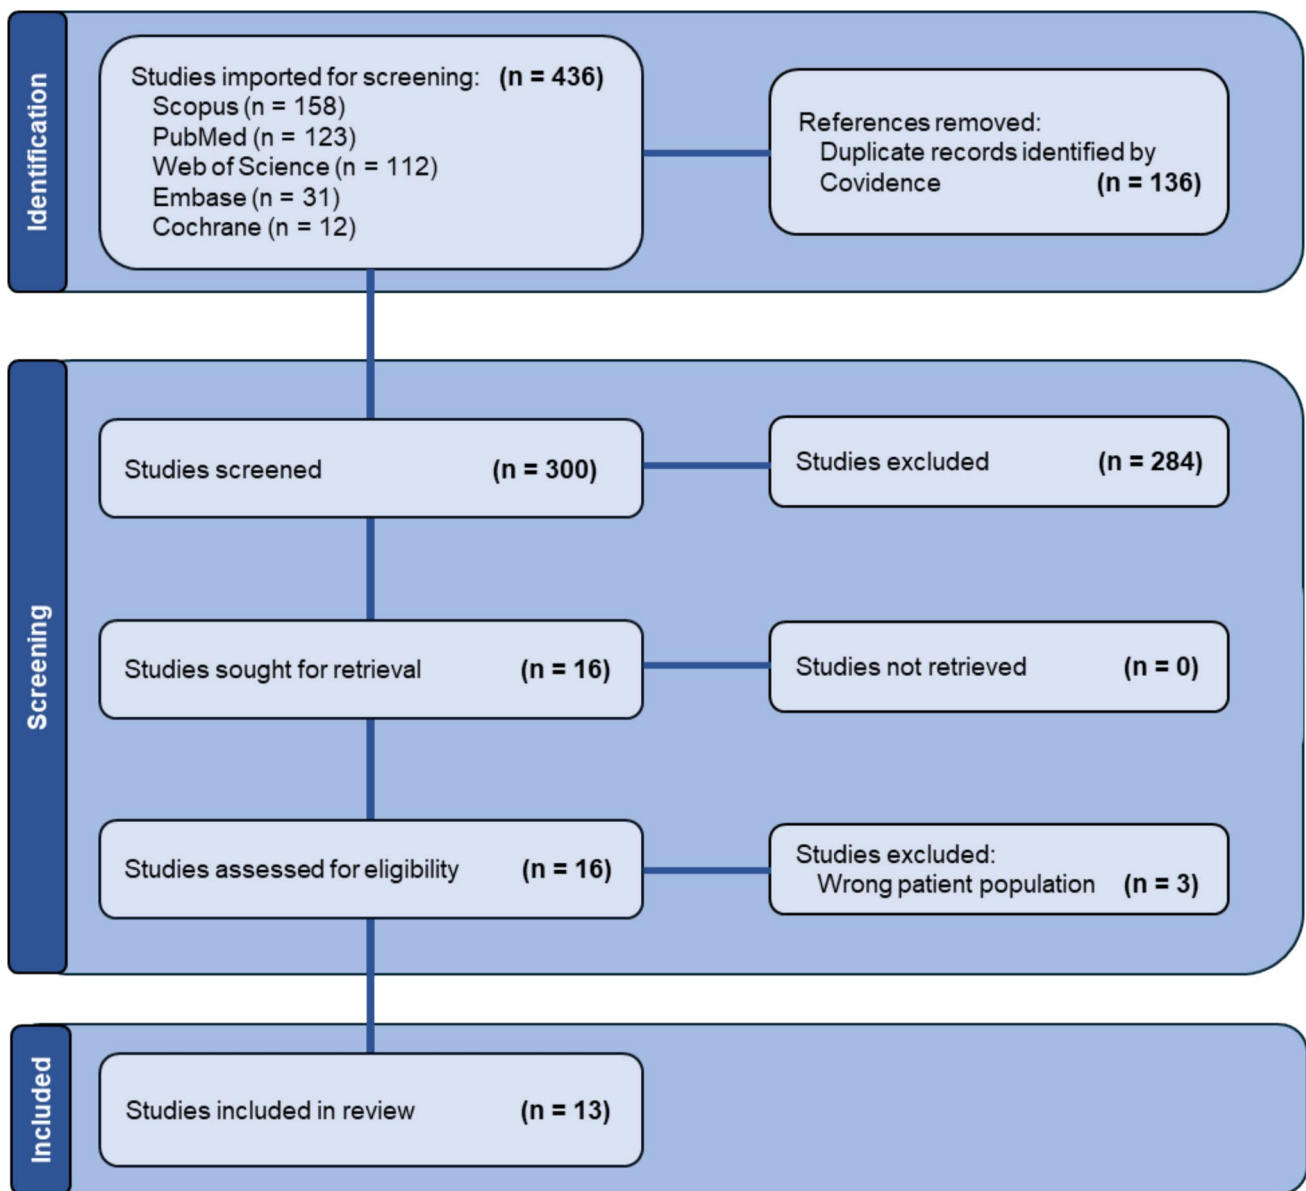 Identification
Studies imported for screening: (n = 436)
Scopus (n = 158)
PubMed (n = 123)
Web of Science (n = 112)
Embase (n = 31)
Cochrane (n = 12)
References removed:
Duplicate records identified by
Covidence (n = 136)
Screening
Studies screened (n = 300)
Studies excluded (n = 284)
Studies sought for retrieval (n = 16)
Studies not retrieved (n = 0)
Studies assessed for eligibility (n = 16)
Studies excluded:
Wrong patient population (n = 3)
Included
Studies included in review (n = 13)